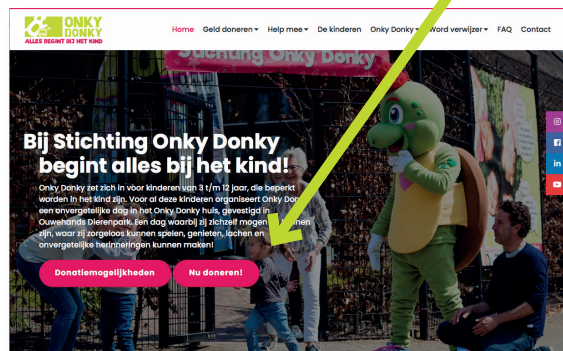 ONKY
DONKY
ALLES BEGINT BIJ HET KIND
Home Geld doneren Help mee De kinderen Onky Donky Word verwijzer FAQ Contact
Stichting Onky Donky
Bij Stichting Onky Donky
begint alles bij het kind!
Onky Donky zet zich in voor kinderen van 3 t/m 12 jaar, die beperkt
worden in het kind zijn. Voor al deze kinderen organiseert Onky
een onvergetelijke dag in het Onky Donky huis, gevestigd in
Ouwehands Dierenpark. Een dag waarbij zij zichzelf mogen
zijn, waar zij zorgeloos kunnen spelen, genieten, lachen en
onvergetelijke herinneringen kunnen maken!
Donatiemogelijkheden Nu doneren!